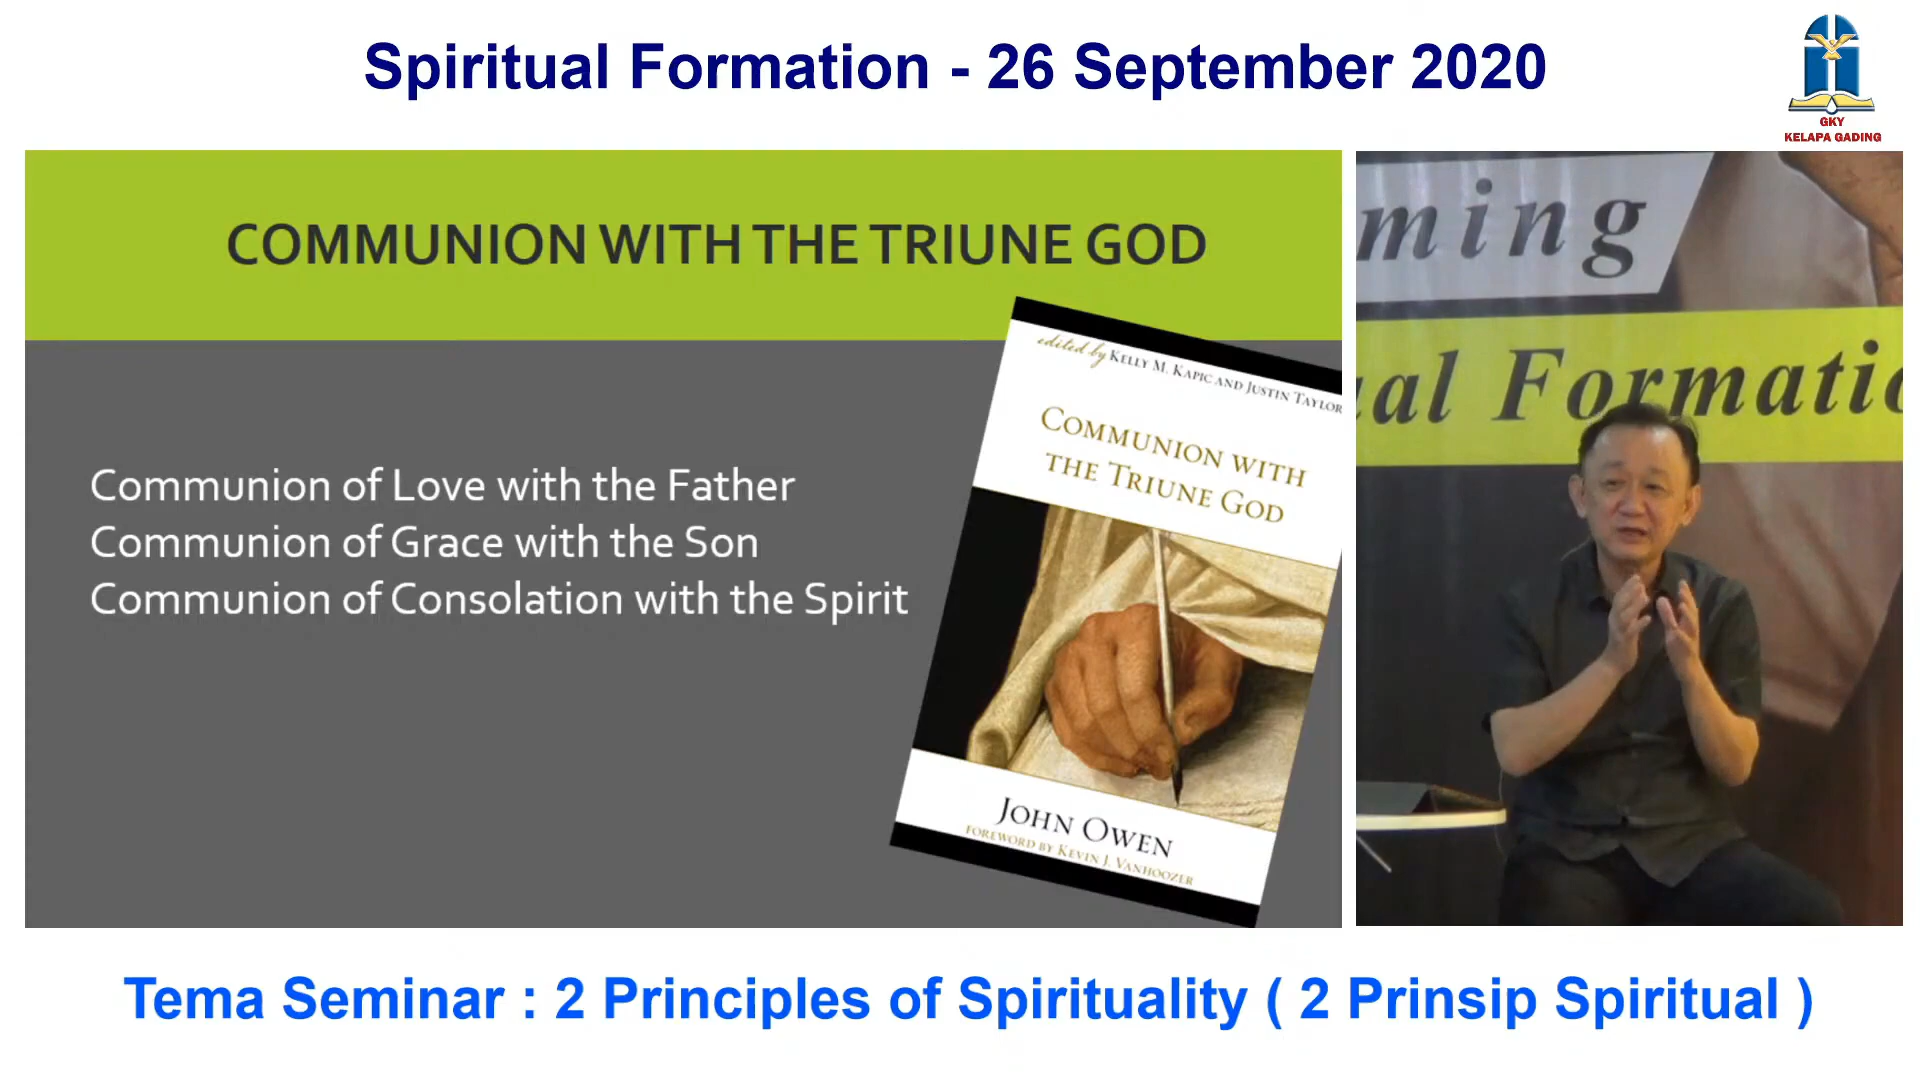 Spiritual Formation - 26 September 2020
GKY
KELAPA GADING
COMMUNION WITH THE TRIUNE GOD
edited by KELLY M. KAPIC AND JUSTIN TAYLOR
COMMUNION WITH
THE TRIUNE GOD
JOHN OWEN
FOREWORD BY KEVIN J. VANHOOZER
Communion of Love with the Father
Communion of Grace with the Son
Communion of Consolation with the Spirit
ming
ual Formatio
Tema Seminar : 2 Principles of Spirituality ( 2 Prinsip Spiritual )